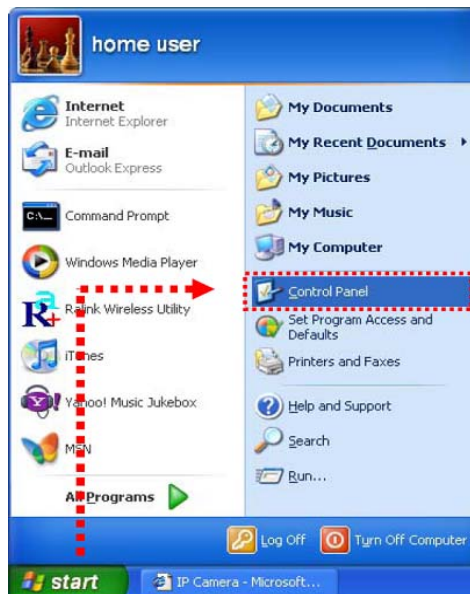 home user
Internet
Internet Explorer
E-mail
Outlook Express
C:\_
Command Prompt
Windows Media Player
Ralink Wireless Utility
iTunes
Yahoo! Music Jukebox
MSN
All Programs
My Documents
My Recent Documents
My Pictures
My Music
My Computer
Control Panel
Set Program Access and
Defaults
Printers and Faxes
Help and Support
Search
Run...
Log Off
Turn Off Computer
start
IP Camera - Microsoft...